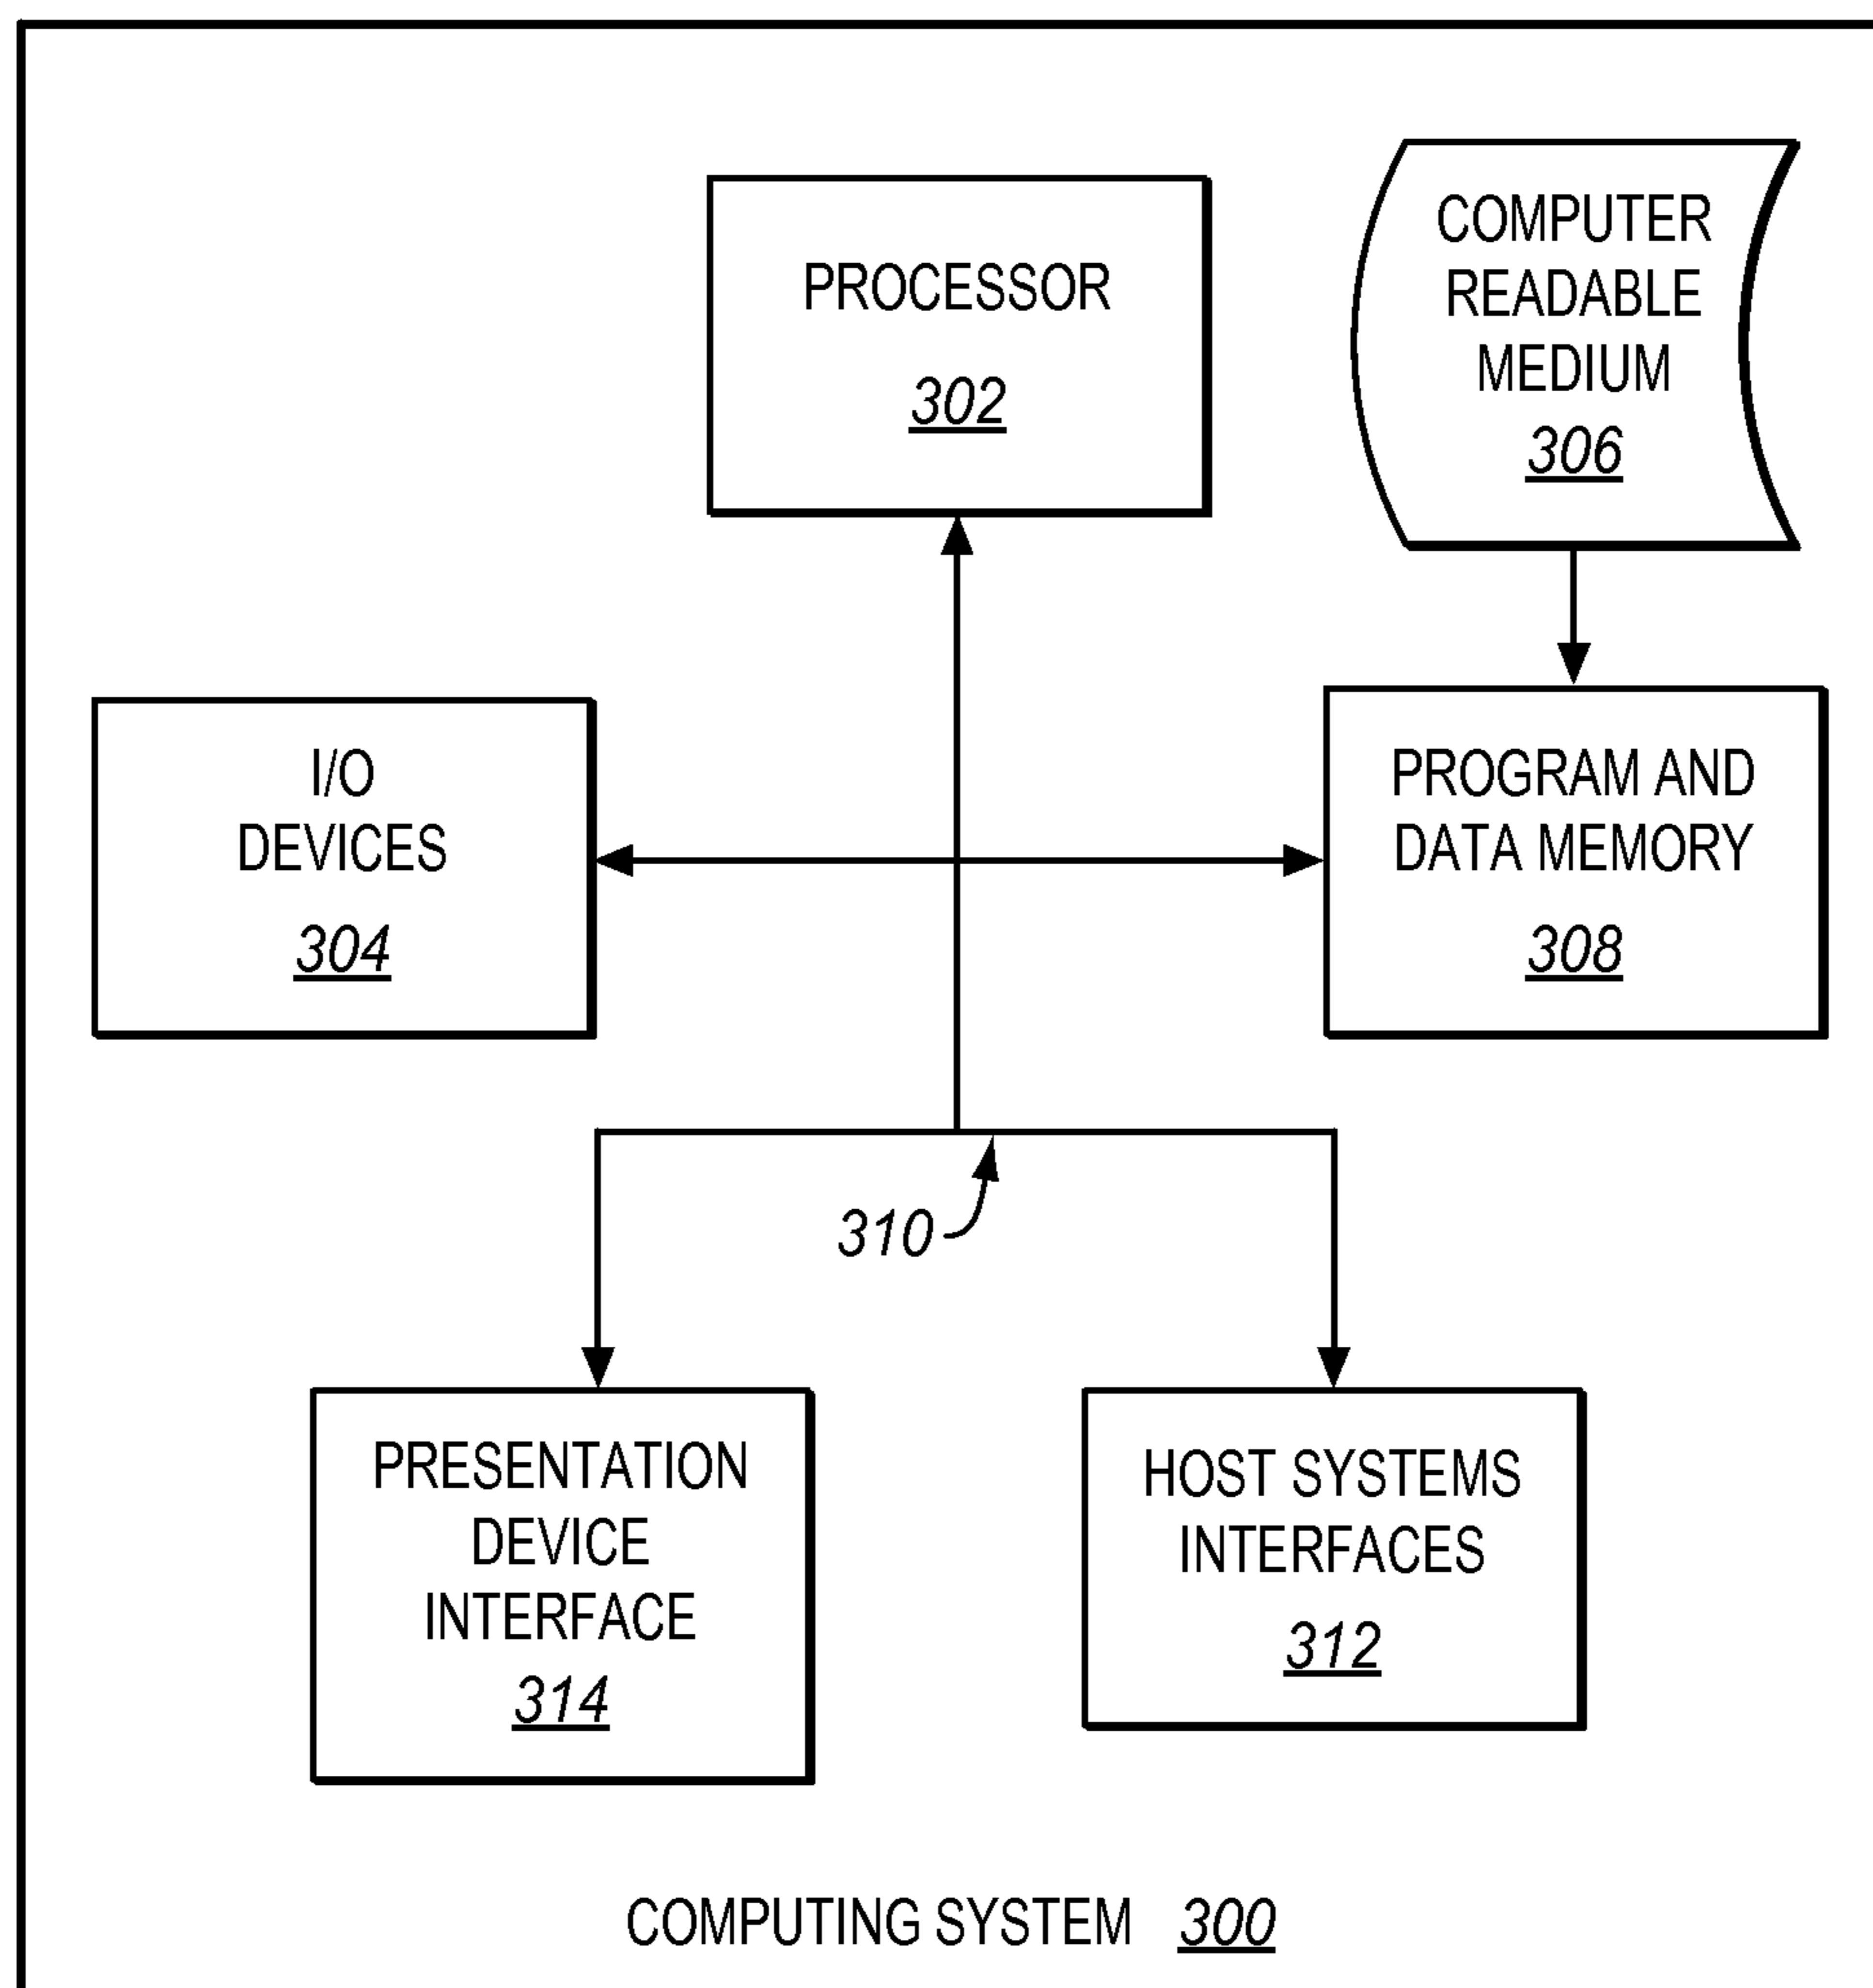 PROCESSOR
302
COMPUTER
READABLE
MEDIUM
306
I/O
DEVICES
304
PROGRAM AND
DATA MEMORY
308
310
PRESENTATION
DEVICE
INTERFACE
314
HOST SYSTEMS
INTERFACES
312
COMPUTING SYSTEM 300